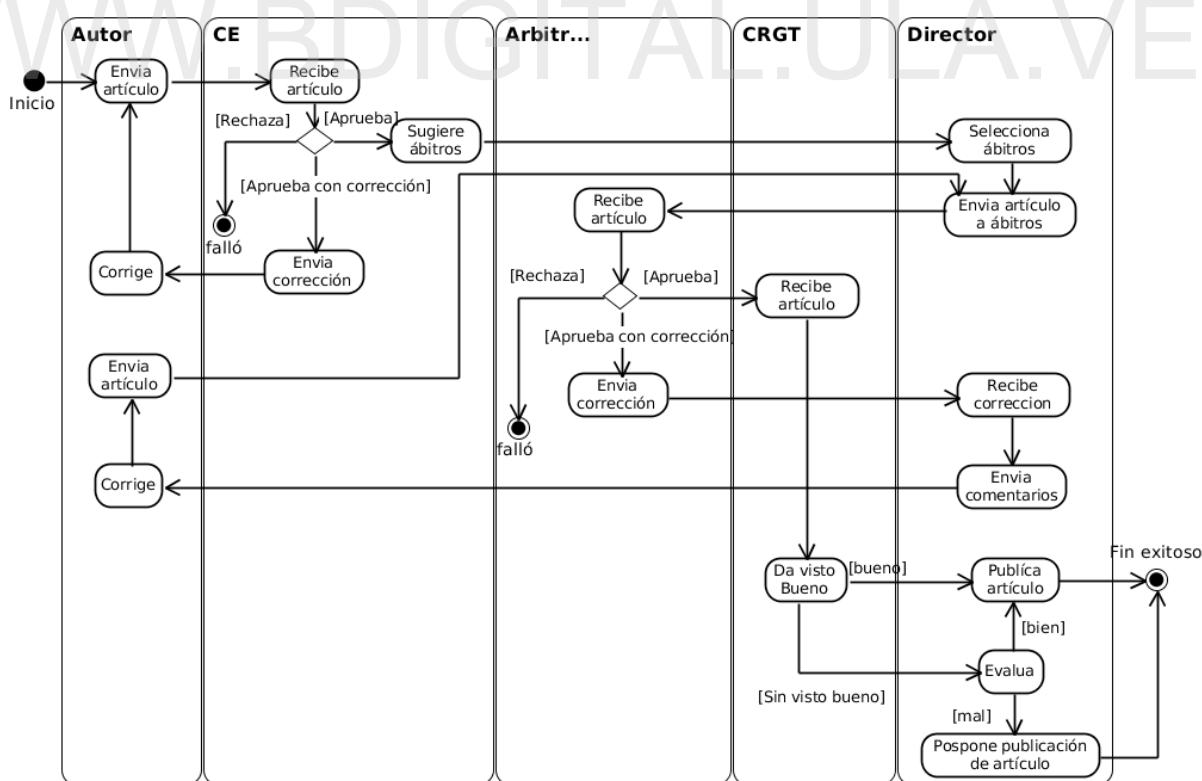 WWW.BDIGITAL.ULA.VE
Autor
CE
Arbitr...
CRGT
Director
Inicio
Envia
artículo
Recibe
artículo
[Rechaza]
[Aprueba]
Sugiere
ábitros
Selecciona
ábitros
[Aprueba con corrección]
Recibe
artículo
Envia artículo
a ábitros
falló
Corrige
Envia
corrección
[Rechaza]
[Aprueba]
Recibe
artículo
[Aprueba con corrección]
Envia
artículo
Envia
corrección
Recibe
correccion
falló
Corrige
Envia
comentarios
Fin exitoso
Da visto
Bueno
[bueno]
Publíca
artículo
[bien]
Evalua
[Sin visto bueno]
[mal]
Pospone publicación
de artículo